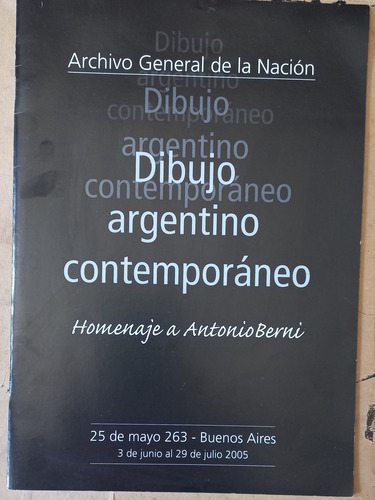 Dibujo
Archivo General de la Nación
argentino
Dibujo
contemporáneo
argentino
Dibujo
contemporáneo
argentino
contemporáneo
Homenaje a AntonioBerni
25 de mayo 263 - Buenos Aires
3 de junio al 29 de julio 2005